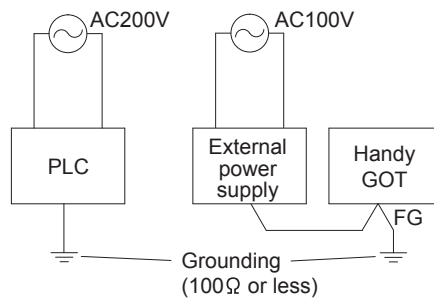 AC200V
AC100V
PLC
External
power
supply
Handy
GOT
FG
Grounding
(100Ω or less)